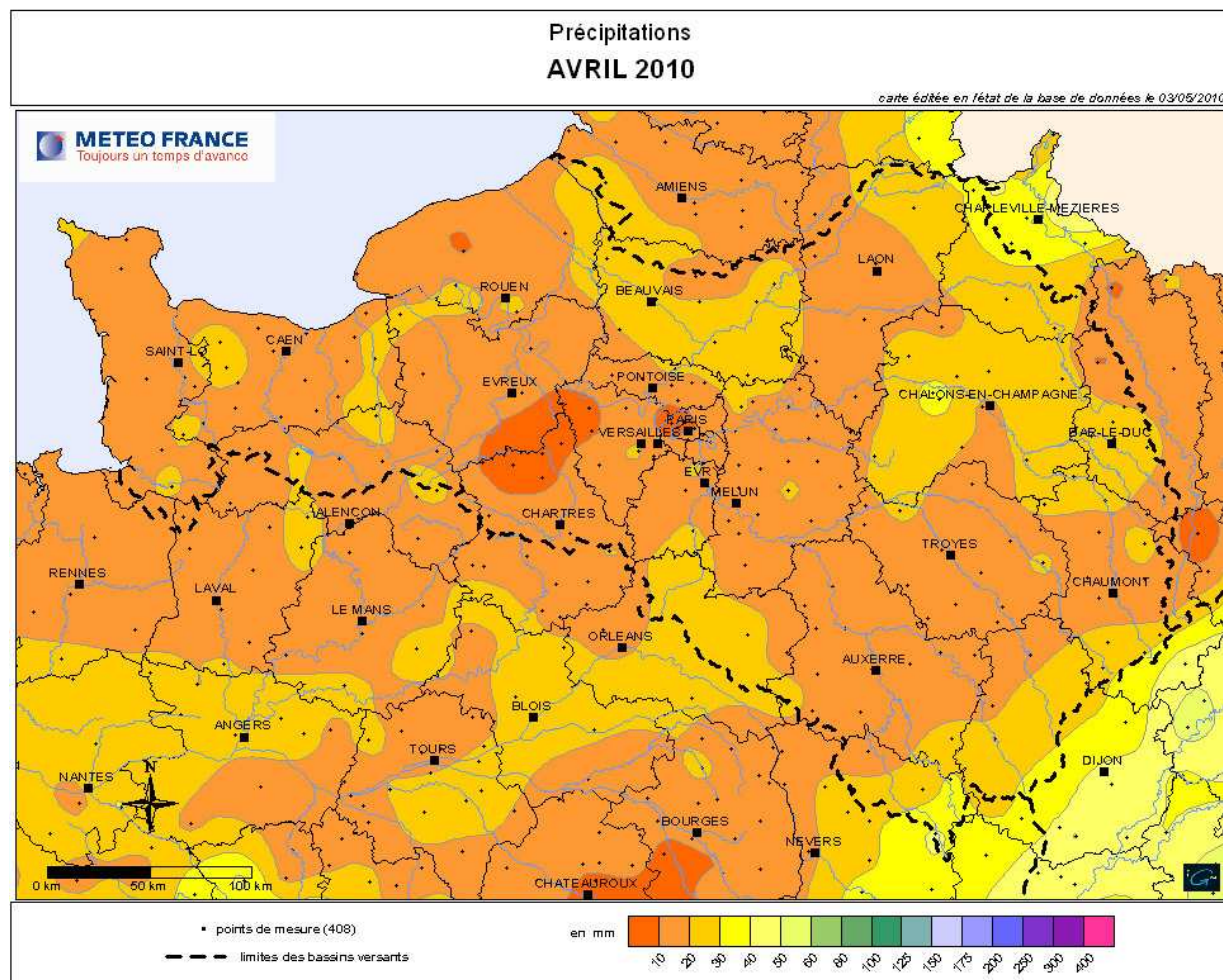 Précipitations
AVRIL 2010
carte éditée en l'état de la base de données le 03/05/2010
METEO FRANCE
Toujours un temps d'avance
AMIENS
CHARLEVILLE-MEZIERES
LAON
ROUEN
BEAUVAIS
SAINT-LO
CAEN
EVREUX
PONTOISE
CHALONS-EN-CHAMPAGNE
PARIS
VERSAILLES
BAR-LE-DUC
EVRY
MELUN
ALENCON
CHARTRES
TROYES
RENNES
LAVAL
CHAUMONT
LE MANS
ORLEANS
AUXERRE
BLOIS
ANGERS
TOURS
DIJON
N
NANTES
BOURGES
NEVERS
CHATEAUROUX
0 km 50 km 100 km
points de mesure (408)
limites des bassins versants
en mm
10 20 30 40 50 60 80 100 125 150 175 200 250 300 400